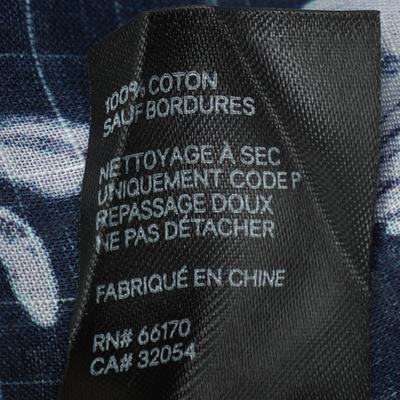 100% COTON
SAUF BORDURES
NETTOYAGE À SEC
UNIQUEMENT CODE P
REPASSAGE DOUX
NE PAS DÉTACHER
FABRIQUÉ EN CHINE
RN# 66170
CA# 32054